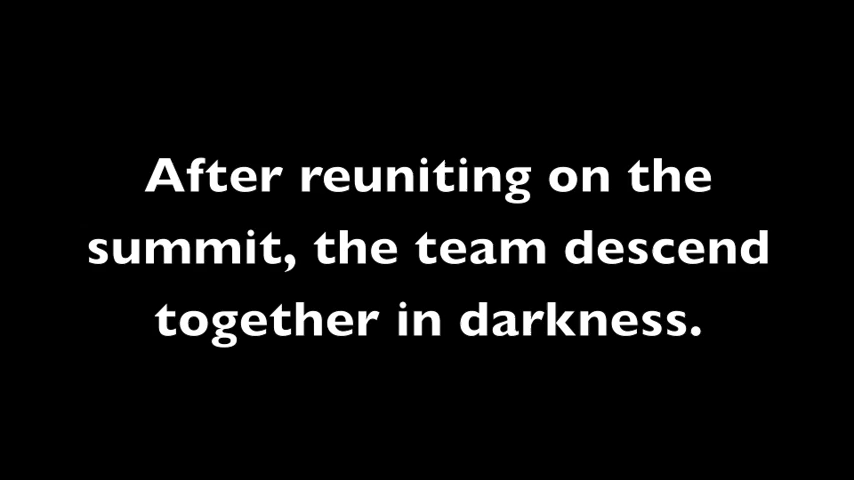 After reuniting on the
summit, the team descend
together in darkness.